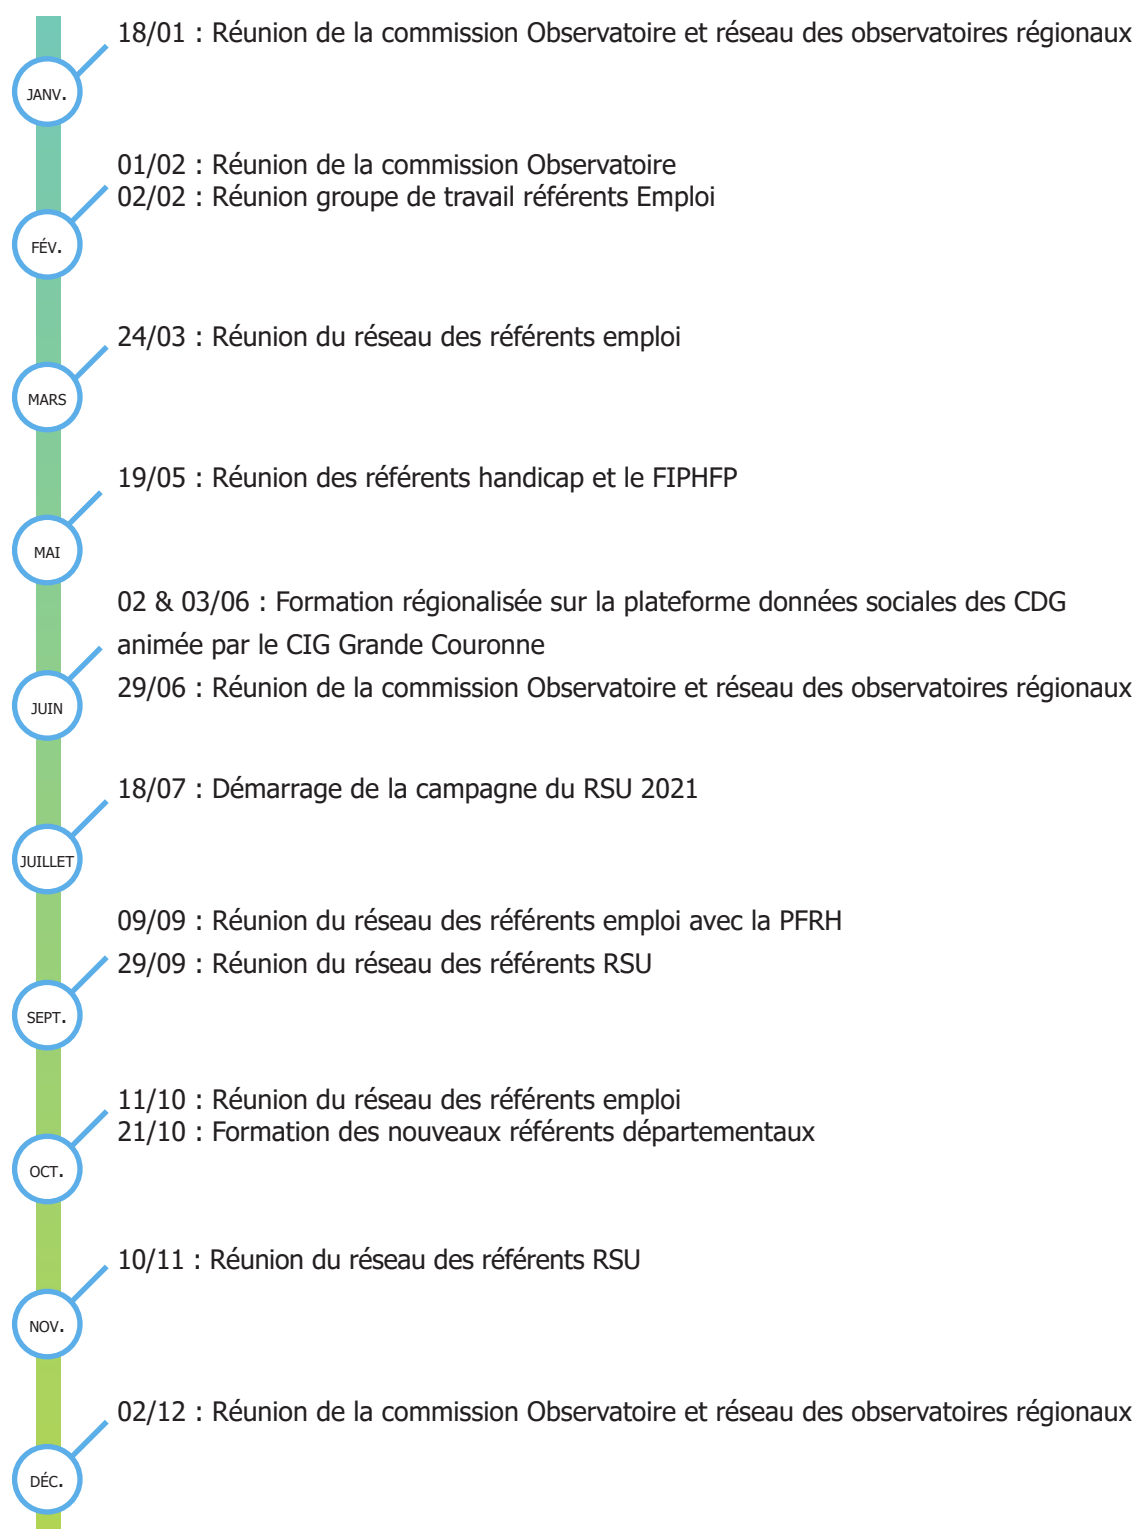 18/01 : Réunion de la commission Observatoire et réseau des observatoires régionaux
JANV.
01/02 : Réunion de la commission Observatoire
02/02 : Réunion groupe de travail référents Emploi
FÉV.
24/03 : Réunion du réseau des référents emploi
MARS
19/05 : Réunion des référents handicap et le FIPHFP
MAI
02 & 03/06 : Formation régionalisée sur la plateforme données sociales des CDG
animée par le CIG Grande Couronne
29/06 : Réunion de la commission Observatoire et réseau des observatoires régionaux
JUIN
18/07 : Démarrage de la campagne du RSU 2021
JUILLET
09/09 : Réunion du réseau des référents emploi avec la PFRH
29/09 : Réunion du réseau des référents RSU
SEPT.
11/10 : Réunion du réseau des référents emploi
21/10 : Formation des nouveaux référents départementaux
OCT.
10/11 : Réunion du réseau des référents RSU
NOV.
02/12 : Réunion de la commission Observatoire et réseau des observatoires régionaux
DÉC.